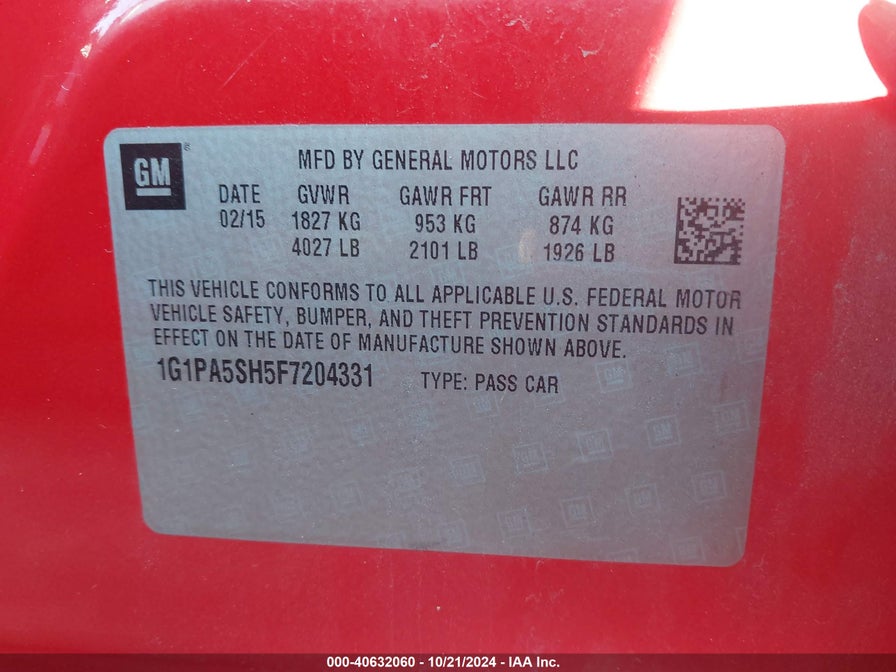 GM
MFD BY GENERAL MOTORS LLC
DATE GVWR GAWR FRT GAWR RR
02/15 1827 KG 953 KG 874 KG
4027 LB 2101 LB 1926 LB
THIS VEHICLE CONFORMS TO ALL APPLICABLE U.S. FEDERAL MOTOR
VEHICLE SAFETY, BUMPER, AND THEFT PREVENTION STANDARDS IN
EFFECT ON THE DATE OF MANUFACTURE SHOWN ABOVE.
1G1PA5SH5F7204331 TYPE: PASS CAR
000-40632060 - 10/21/2024 - IAA Inc.